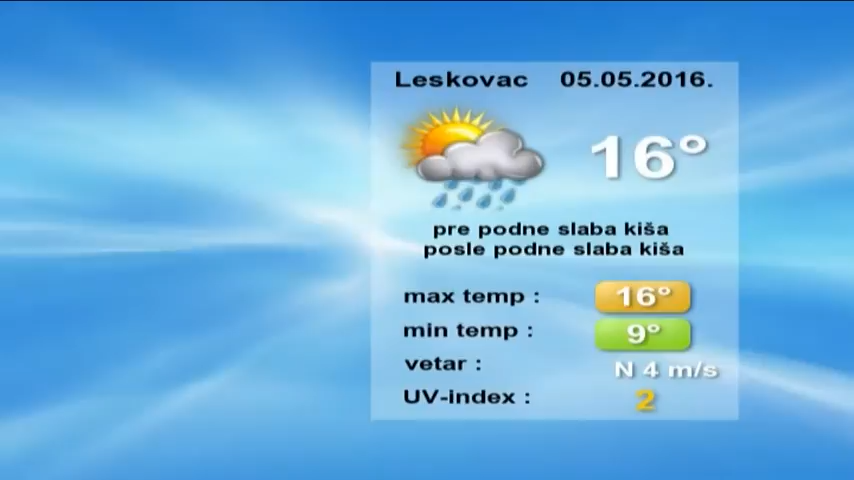 Leskovac 05.05.2016.
16°
pre podne slaba kiša
posle podne slaba kiša
max temp : 16°
min temp : 9°
vetar : N 4 m/s
UV-index : 2